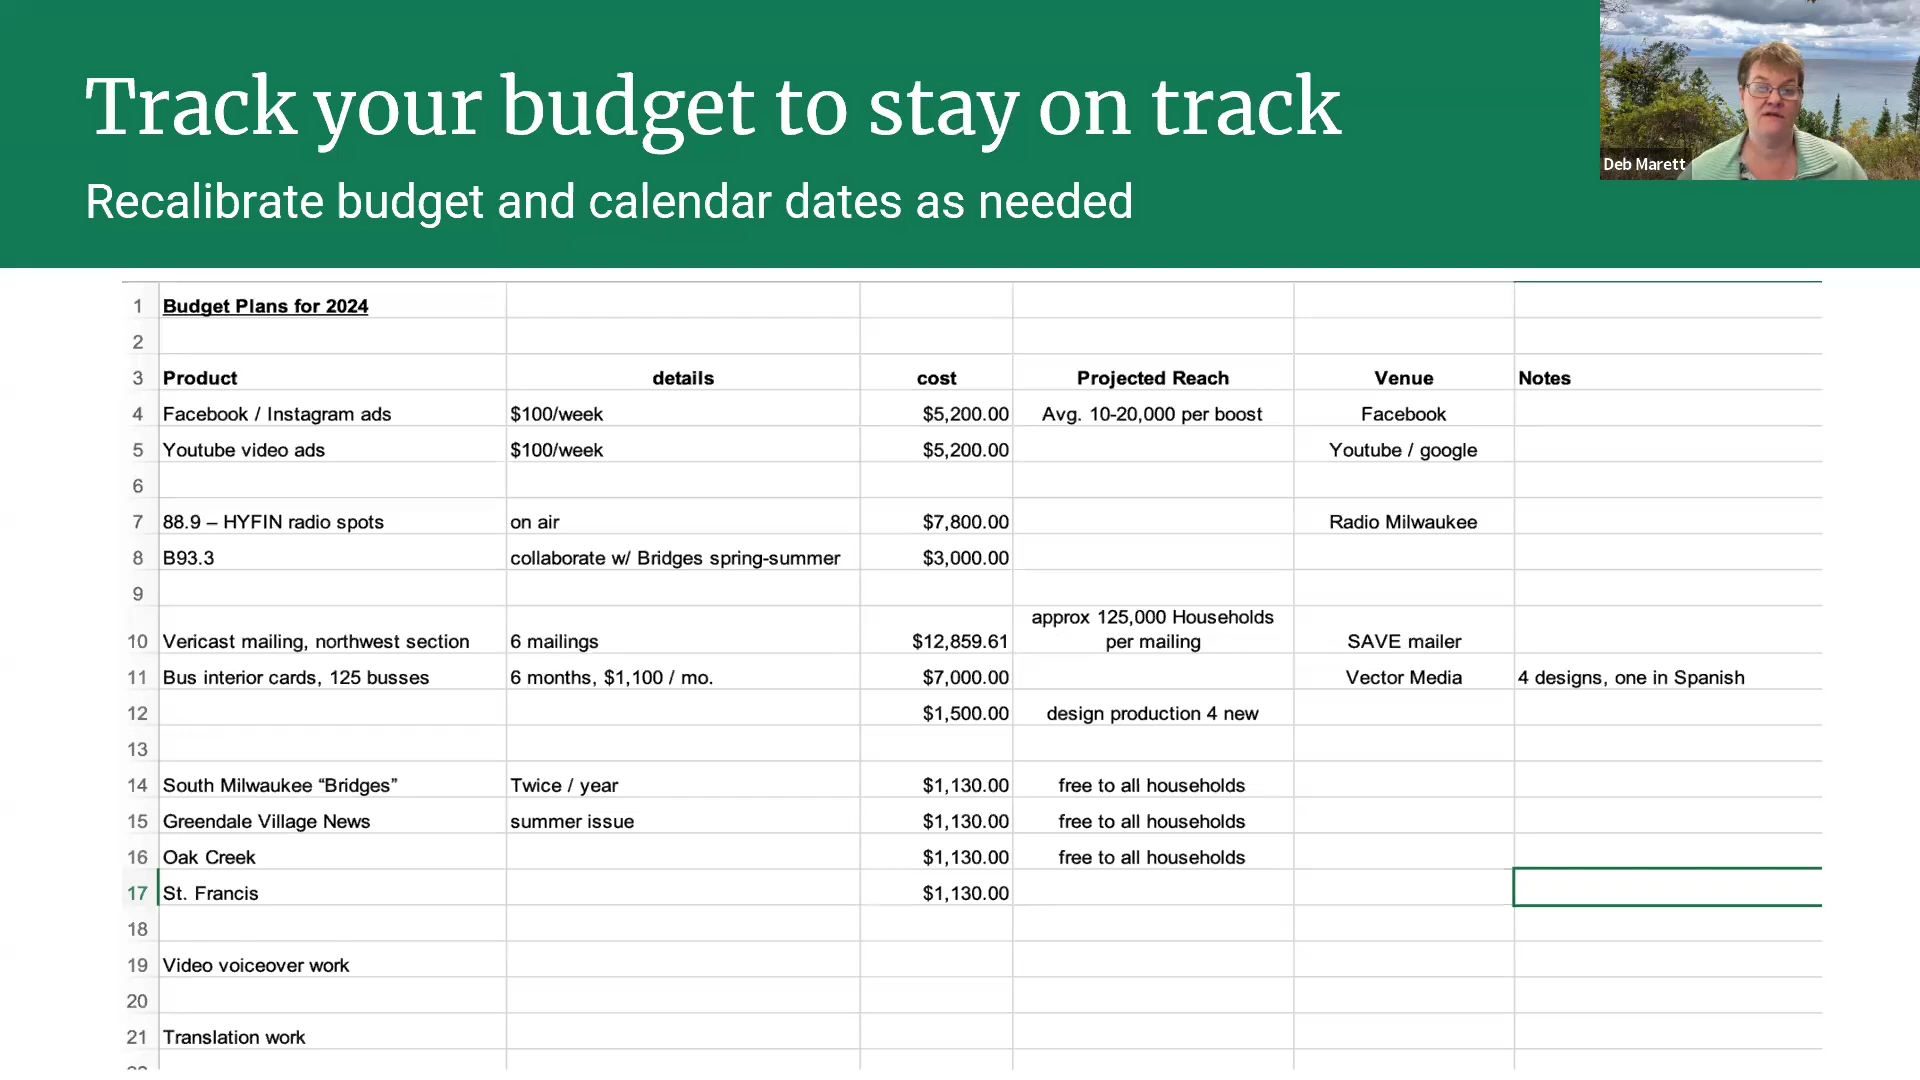 Track your budget to stay on track
Recalibrate budget and calendar dates as needed
Deb Marett
1 Budget Plans for 2024
2
3 Product details cost Projected Reach Venue Notes
4 Facebook / Instagram ads $100/week $5,200.00 Avg. 10-20,000 per boost Facebook
5 Youtube video ads $100/week $5,200.00 Youtube / google
6
7 88.9 – HYFIN radio spots on air $7,800.00 Radio Milwaukee
8 B93.3 collaborate w/ Bridges spring-summer $3,000.00
9
approx 125,000 Households
10 Vericast mailing, northwest section 6 mailings $12,859.61 per mailing SAVE mailer
11 Bus interior cards, 125 busses 6 months, $1,100 / mo. $7,000.00 Vector Media 4 designs, one in Spanish
12 $1,500.00 design production 4 new
13
14 South Milwaukee “Bridges” Twice / year $1,130.00 free to all households
15 Greendale Village News summer issue $1,130.00 free to all households
16 Oak Creek $1,130.00 free to all households
17 St. Francis $1,130.00
18
19 Video voiceover work
20
21 Translation work